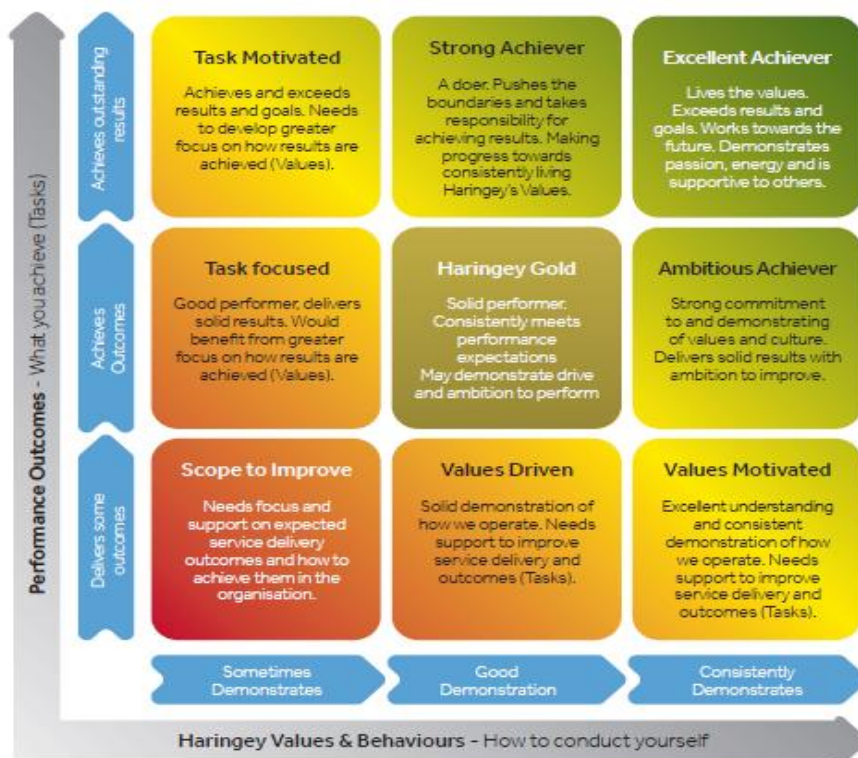 Performance Outcomes - What you achieve (Tasks)
Achieves outstanding
results
Task Motivated
Achieves and exceeds
results and goals. Needs
to develop greater
focus on how results are
achieved (Values).
Strong Achiever
A doer. Pushes the
boundaries and takes
responsibility for
achieving results. Making
progress towards
consistently living
Haringey's Values.
Excellent Achiever
Lives the values.
Exceeds results and
goals. Works towards the
future. Demonstrates
passion, energy and is
supportive to others.
Achieves
Outcomes
Task focused
Good performer, delivers
solid results. Would
benefit from greater
focus on how results are
achieved (Values).
Haringey Gold
Solid performer.
Consistently meets
performance
expectations
May demonstrate drive
and ambition to perform
Ambitious Achiever
Strong commitment
to and demonstrating
of values and culture.
Delivers solid results with
ambition to improve.
Delivers some
outcomes
Scope to Improve
Needs focus and
support on expected
service delivery
outcomes and how to
achieve them in the
organisation.
Values Driven
Solid demonstration of
how we operate. Needs
support to improve
service delivery and
outcomes (Tasks).
Values Motivated
Excellent understanding
and consistent
demonstration of how
we operate. Needs
support to improve
service delivery and
outcomes (Tasks).
Sometimes
Demonstrates
Good
Demonstration
Consistently
Demonstrates
Haringey Values & Behaviours - How to conduct yourself